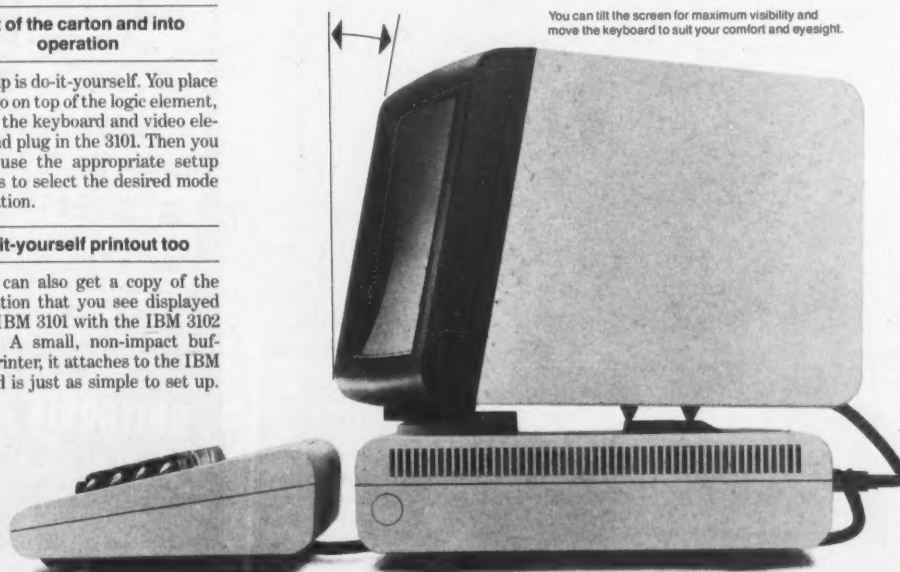 of the carton and into
operation
p is do-it-yourself. You place
o on top of the logic element,
the keyboard and video ele-
d plug in the 3101. Then you
use the appropriate setup
s to select the desired mode
tion.
it-yourself printout too
can also get a copy of the
tion that you see displayed
IBM 3101 with the IBM 3102
A small, non-impact buf-
rinter, it attaches to the IBM
d is just as simple to set up.
You can tilt the screen for maximum visibility and
move the keyboard to suit your comfort and eyesight.